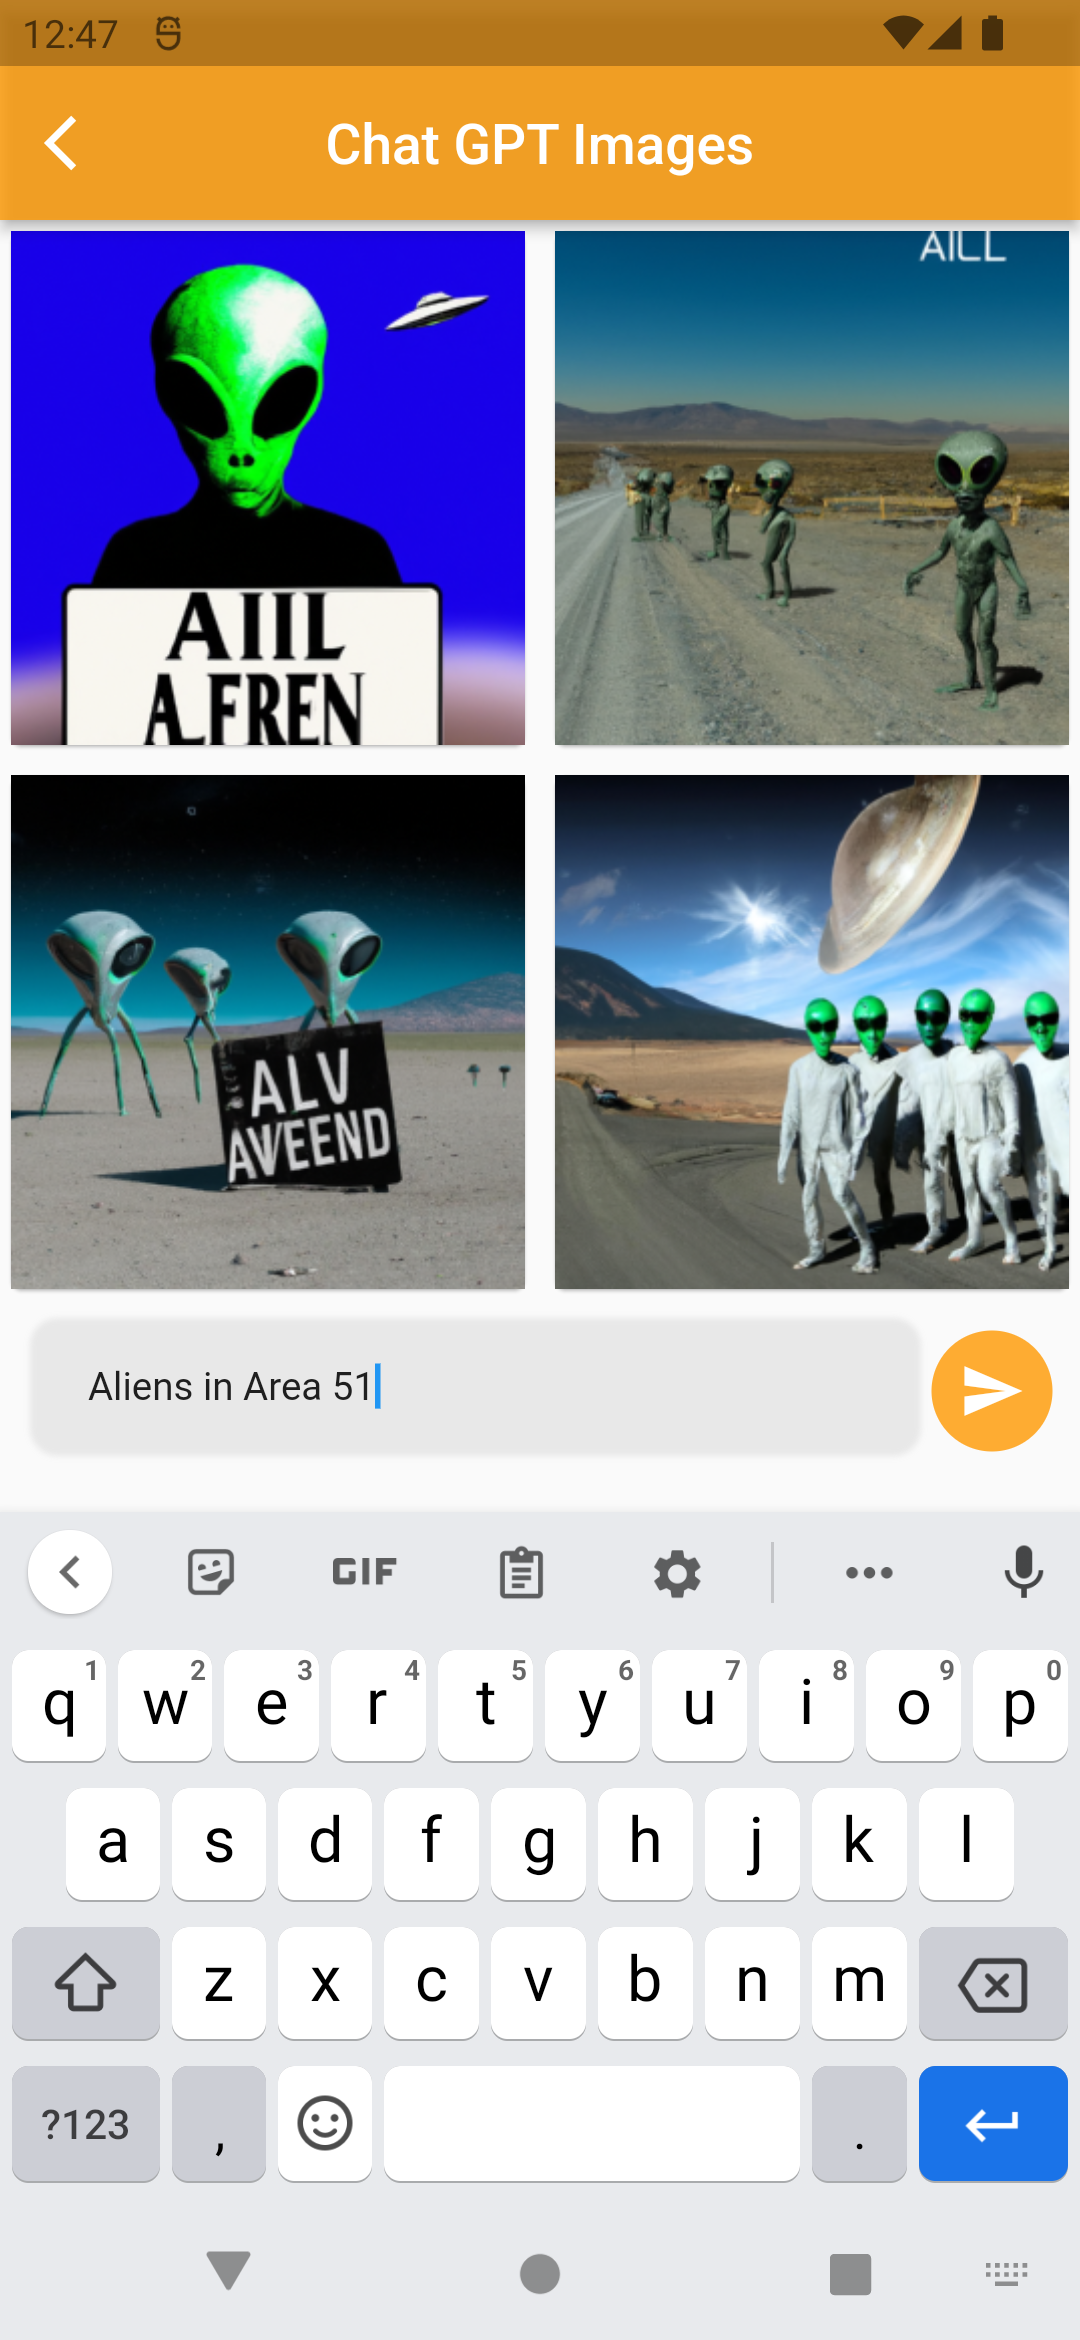 12:47
Chat GPT Images
AIIL
A_FREN
AILL
ALV
AVEEND
Aliens in Area 51
GIF
1 2 3 4 5 6 7 8 9 0
q w e r t y u i o p
a s d f g h j k l
z x c v b n m
?123 , .